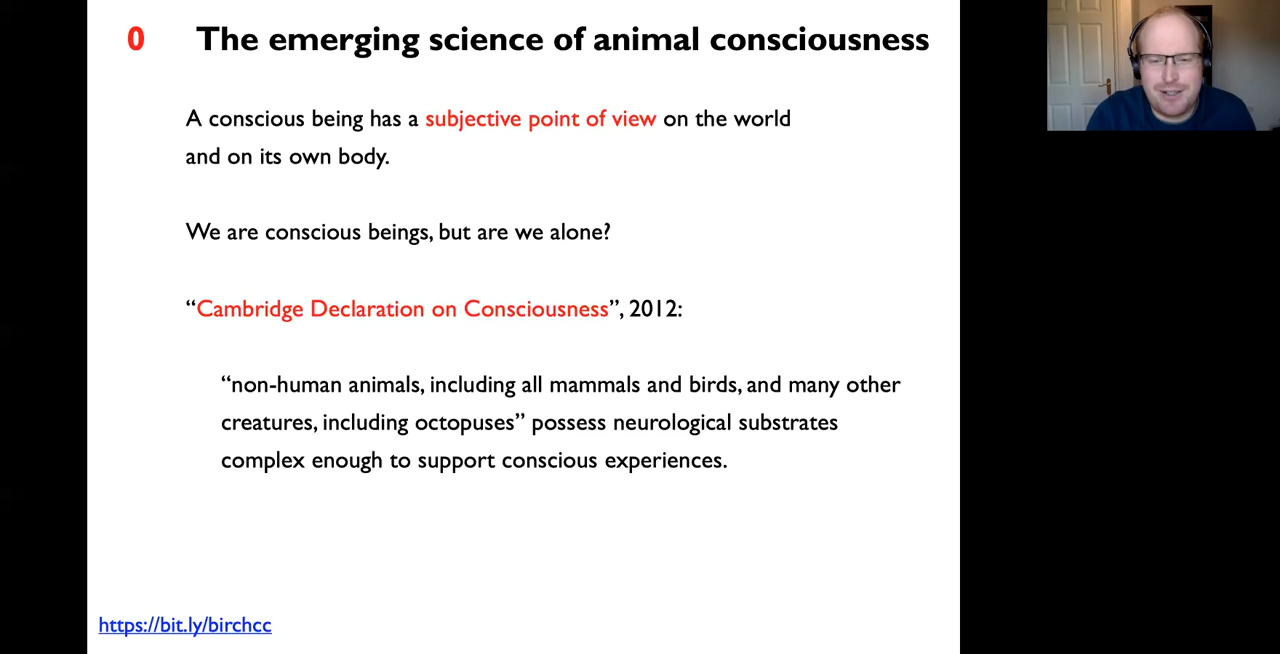 0 The emerging science of animal consciousness
A conscious being has a subjective point of view on the world
and on its own body.
We are conscious beings, but are we alone?
“Cambridge Declaration on Consciousness”, 2012:
“non-human animals, including all mammals and birds, and many other
creatures, including octopuses” possess neurological substrates
complex enough to support conscious experiences.
https://bit.ly/birchcc